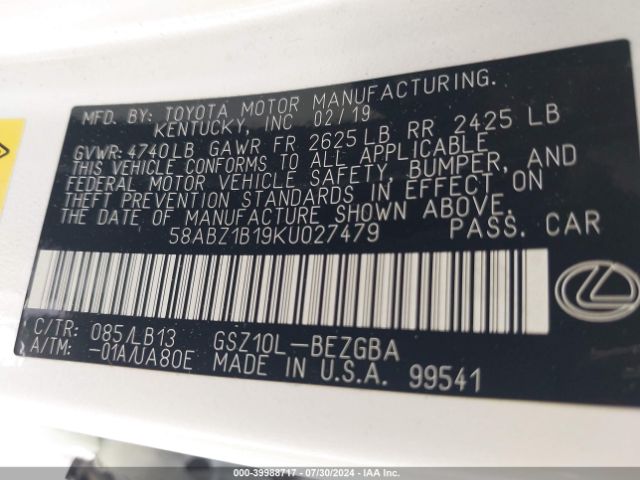 MFD. BY: TOYOTA MOTOR MANUFACTURING.
KENTUCKY, INC 02/19
GVWR: 4740LB GAWR FR 2625LB RR 2425 LB
THIS VEHICLE CONFORMS TO ALL APPLICABLE
FEDERAL MOTOR VEHICLE SAFETY, BUMPER, AND
THEFT PREVENTION STANDARDS IN EFFECT ON
THE DATE OF MANUFACTURE SHOWN ABOVE.
58ABZ1B19KU027479 PASS. CAR
C/TR: 085/LB13 GSZ10L-BEZGBA
A/TM: -01A/UA80E MADE IN U.S.A. 99541
000-39988717 - 07/30/2024 - IAA Inc.